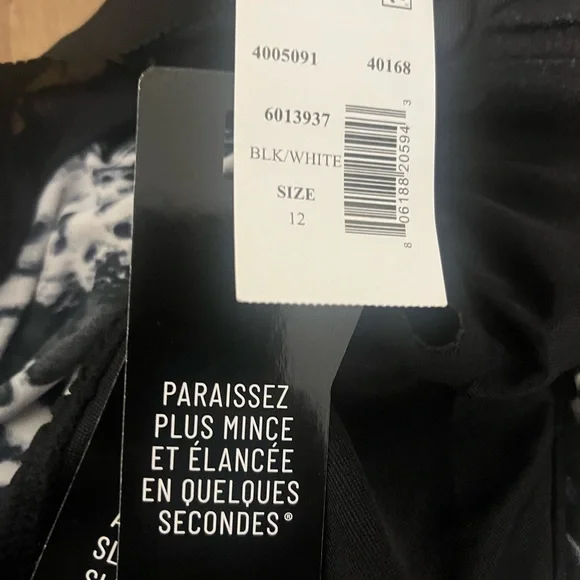 4005091 40168
6013937
BLK/WHITE
SIZE
12
8 06188 20594 3
PARAISSEZ
PLUS MINCE
ET ÉLANCÉE
EN QUELQUES
SECONDES®
SL